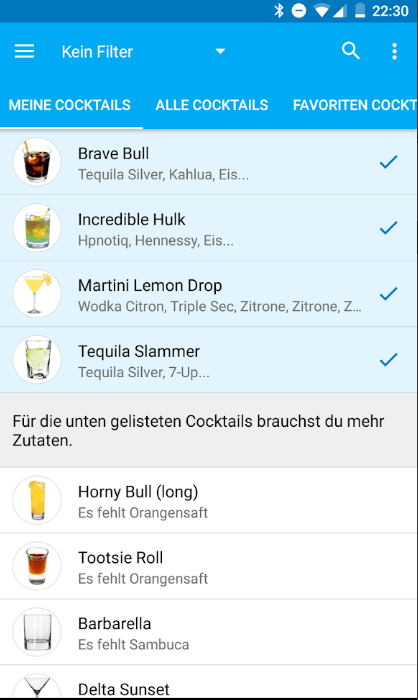 22:30
Kein Filter
MEINE COCKTAILS ALLE COCKTAILS FAVORITEN COCKT
Brave Bull
Tequila Silver, Kahlua, Eis...
Incredible Hulk
Hpnotiq, Hennessy, Eis...
Martini Lemon Drop
Wodka Citron, Triple Sec, Zitrone, Zitrone, Z...
Tequila Slammer
Tequila Silver, 7-Up...
Für die unten gelisteten Cocktails brauchst du mehr
Zutaten.
Horny Bull (long)
Es fehlt Orangensaft
Tootsie Roll
Es fehlt Orangensaft
Barbarella
Es fehlt Sambuca
Delta Sunset